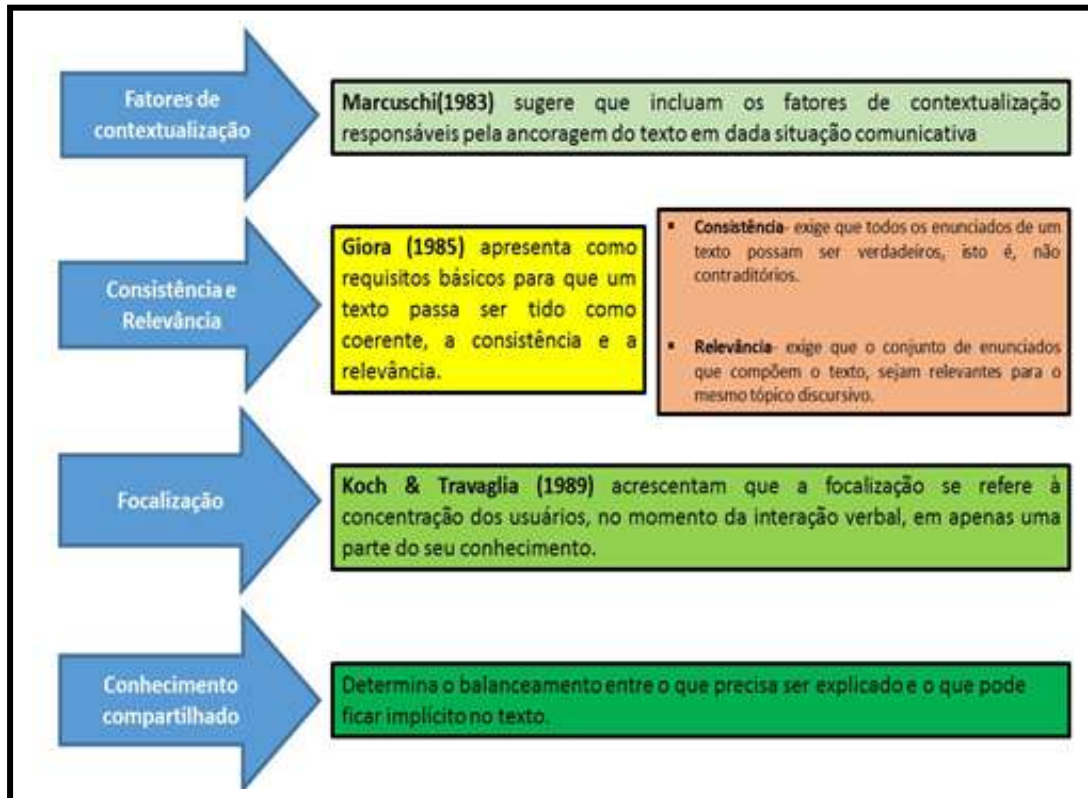 Fatores de
contextualização
Marcuschi(1983) sugere que incluam os fatores de contextualização
responsáveis pela ancoragem do texto em dada situação comunicativa
Consistência e
Relevância
Giora (1985) apresenta como
requisitos básicos para que um
texto passa ser tido como
coerente, a consistência e a
relevância.
▪ Consistência- exige que todos os enunciados de um
texto possam ser verdadeiros, isto é, não
contraditórios.
▪ Relevância- exige que o conjunto de enunciados
que compõem o texto, sejam relevantes para o
mesmo tópico discursivo.
Focalização
Koch & Travaglia (1989) acrescentam que a focalização se refere à
concentração dos usuários, no momento da interação verbal, em apenas uma
parte do seu conhecimento.
Conhecimento
compartilhado
Determina o balanceamento entre o que precisa ser explicado e o que pode
ficar implícito no texto.